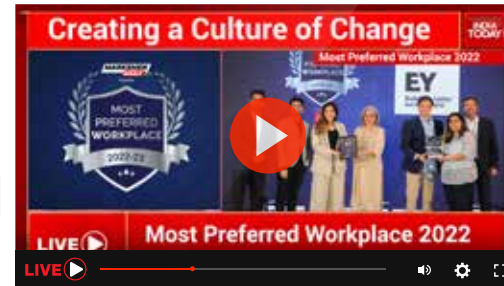 Creating a Culture of Change
INDIA
TODAY
Most Preferred Workplace 2022
MARKSMEN
MOST
PREFERRED
WORKPLACE
2022-23
EY
LIVE
Most Preferred Workplace 2022
LIVE